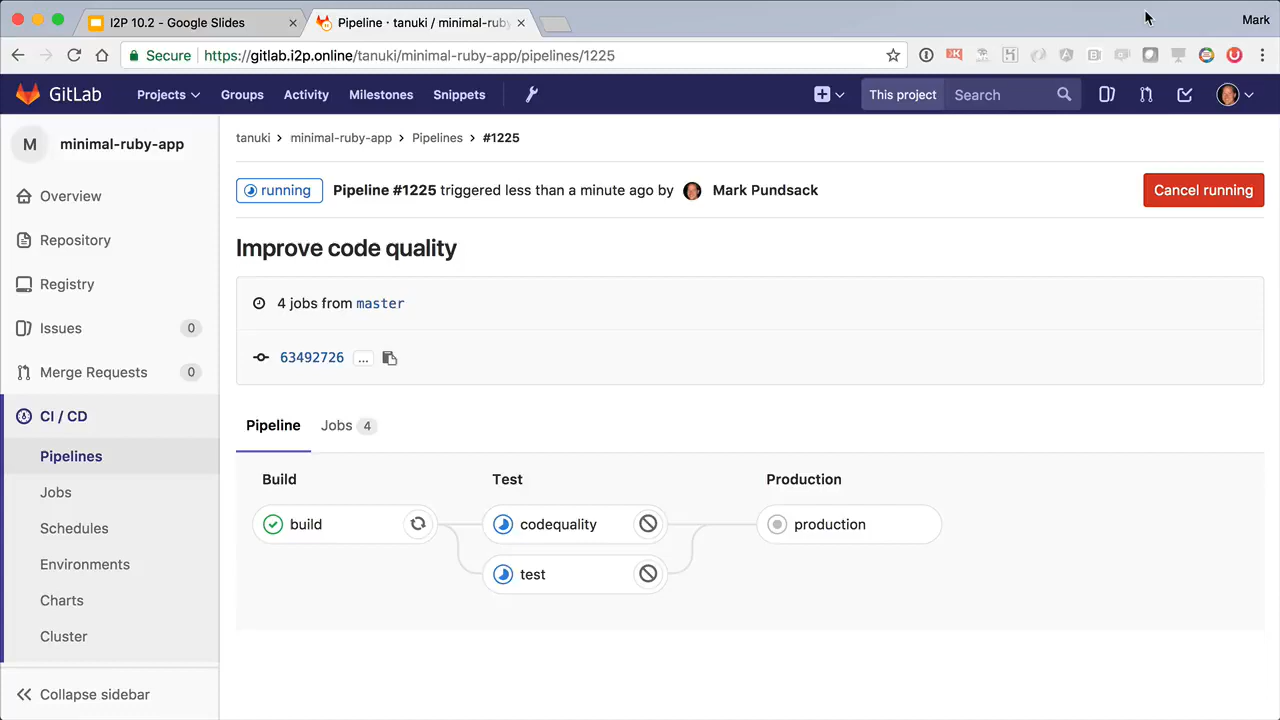 I2P 10.2 - Google Slides
Pipeline · tanuki / minimal-ruby
Mark
Secure https://gitlab.i2p.online/tanuki/minimal-ruby-app/pipelines/1225
GitLab Projects Groups Activity Milestones Snippets This project Search
M minimal-ruby-app
Overview
Repository
Registry
Issues 0
Merge Requests 0
CI / CD
Pipelines
Jobs
Schedules
Environments
Charts
Cluster
Collapse sidebar
tanuki > minimal-ruby-app > Pipelines > #1225
running Pipeline #1225 triggered less than a minute ago by Mark Pundsack Cancel running
Improve code quality
4 jobs from master
63492726 ...
Pipeline Jobs 4
Build Test Production
build codequality production
test